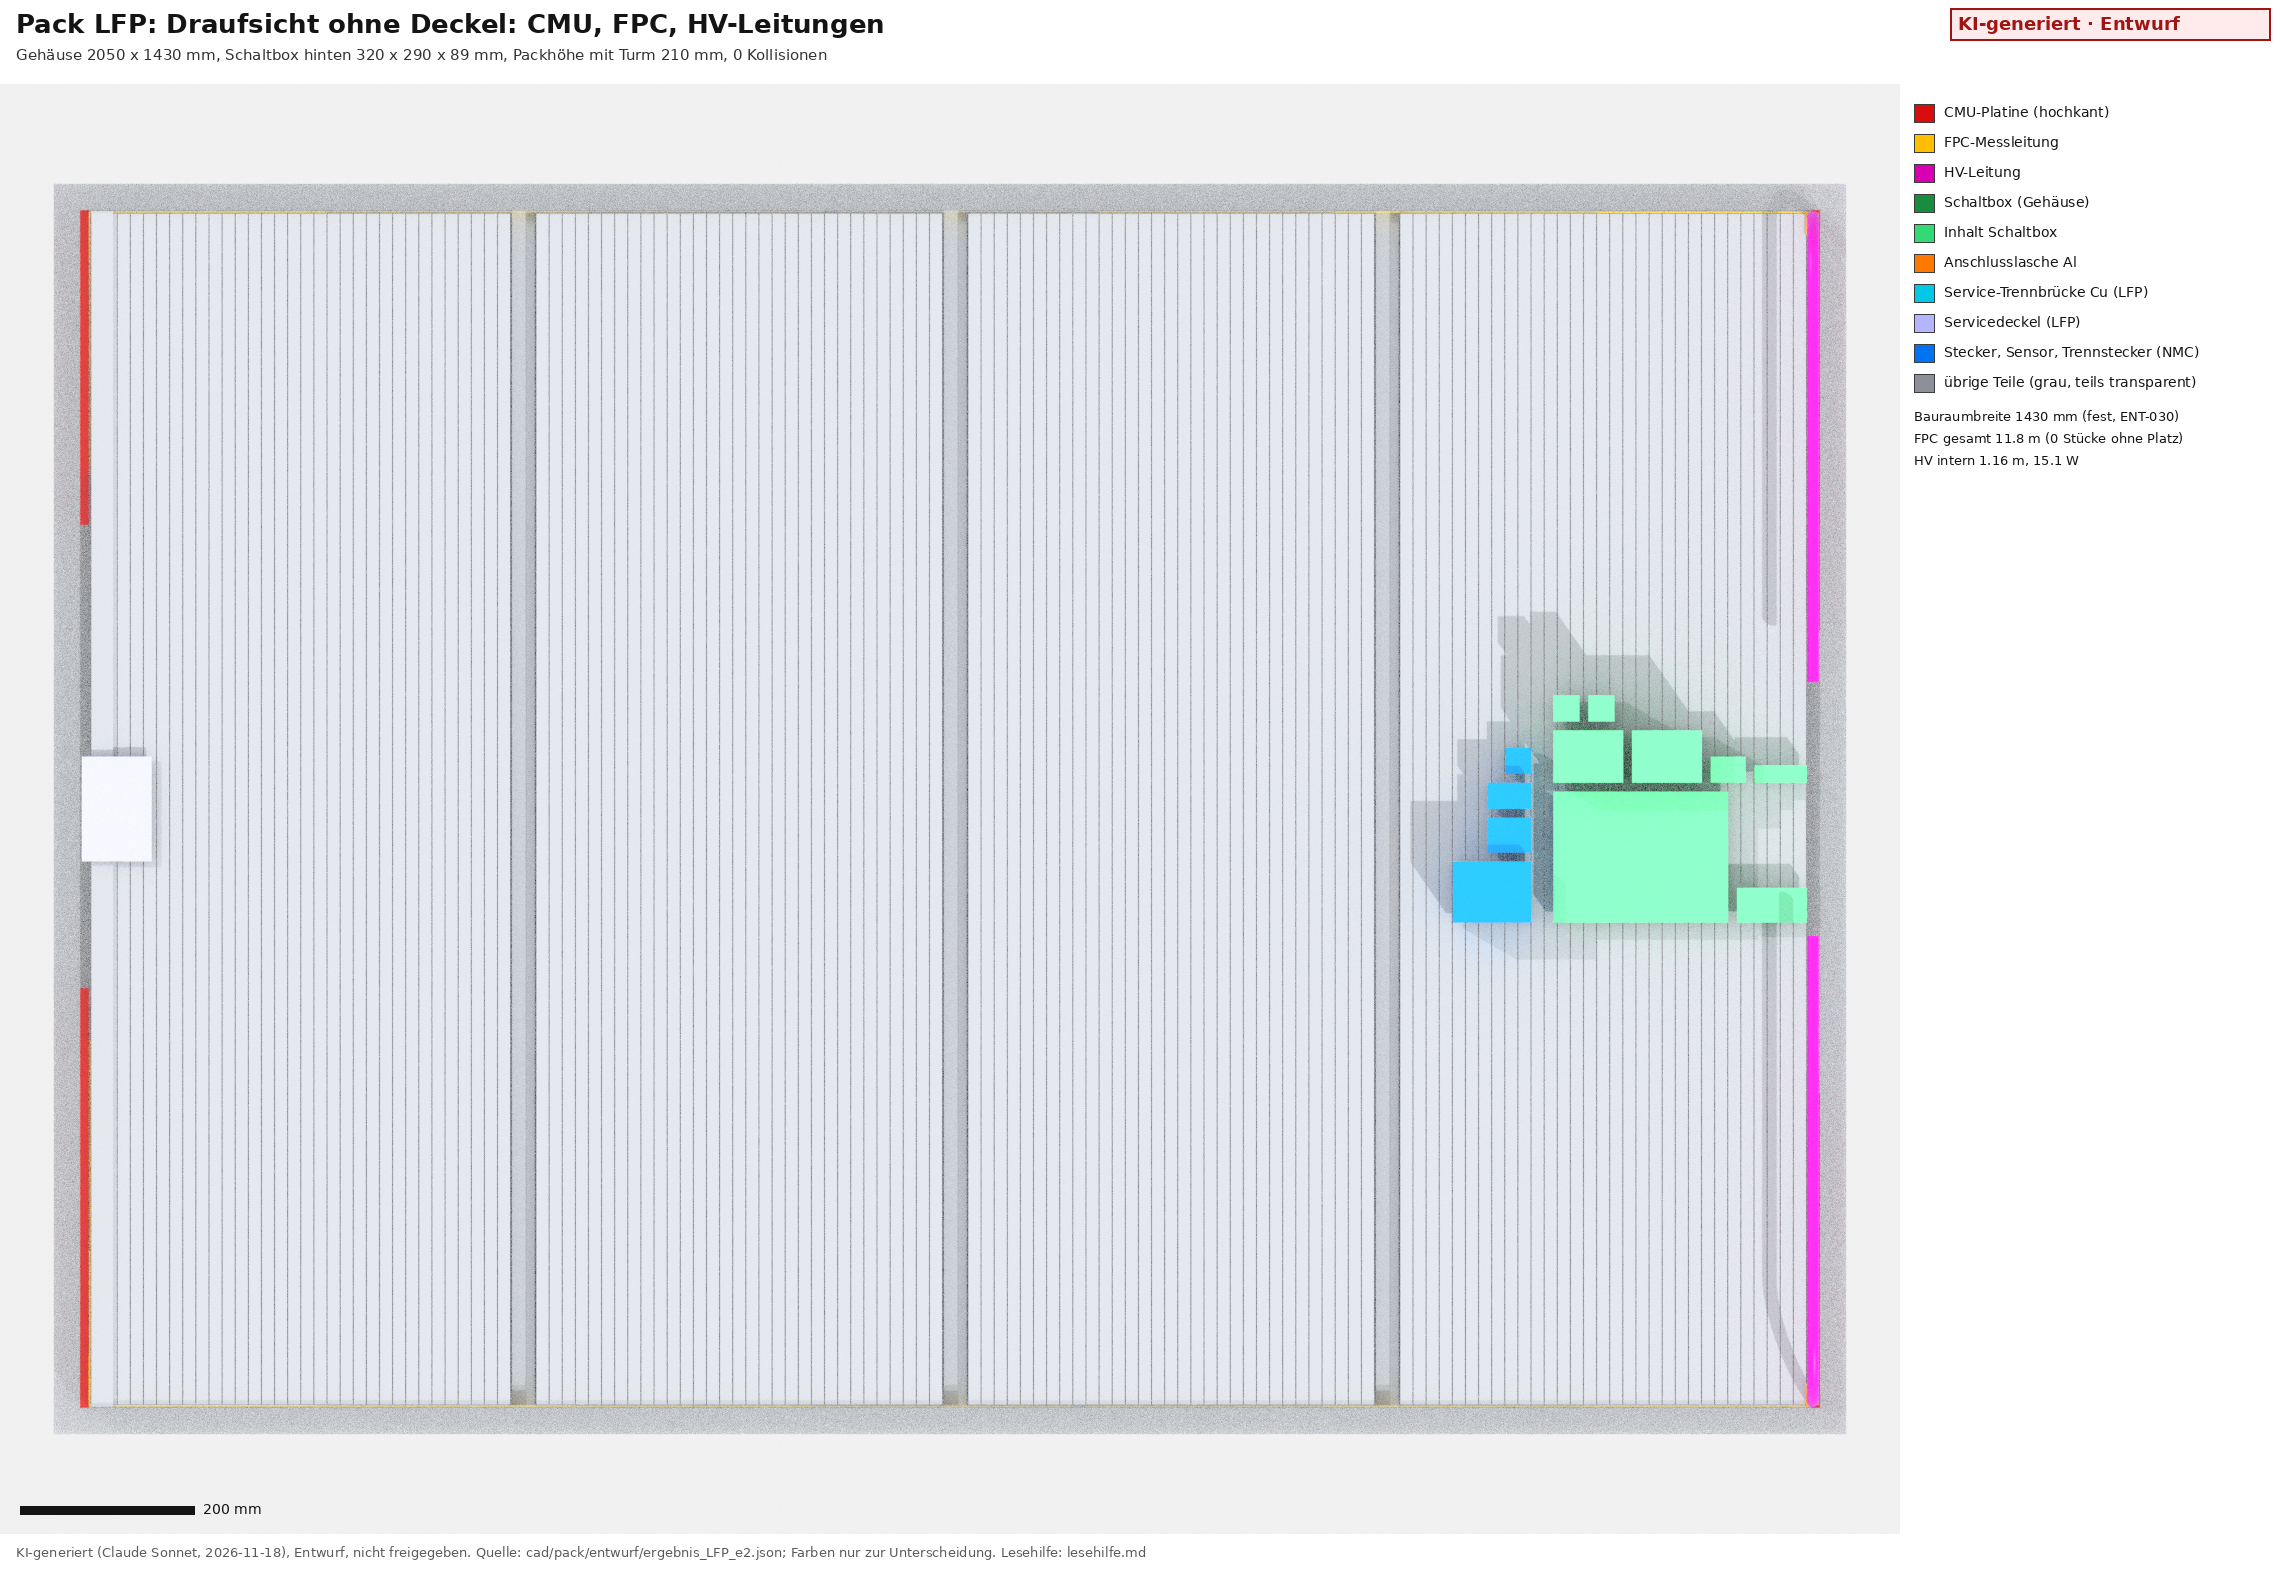 Pack LFP: Draufsicht ohne Deckel: CMU, FPC, HV-Leitungen
KI-generiert · Entwurf
Gehäuse 2050 x 1430 mm, Schaltbox hinten 320 x 290 x 89 mm, Packhöhe mit Turm 210 mm, 0 Kollisionen
CMU-Platine (hochkant)
FPC-Messleitung
HV-Leitung
Schaltbox (Gehäuse)
Inhalt Schaltbox
Anschlusslasche Al
Service-Trennbrücke Cu (LFP)
Servicedeckel (LFP)
Stecker, Sensor, Trennstecker (NMC)
übrige Teile (grau, teils transparent)
Bauraumbreite 1430 mm (fest, ENT-030)
FPC gesamt 11.8 m (0 Stücke ohne Platz)
HV intern 1.16 m, 15.1 W
200 mm
KI-generiert (Claude Sonnet, 2026-11-18), Entwurf, nicht freigegeben. Quelle: cad/pack/entwurf/ergebnis_LFP_e2.json; Farben nur zur Unterscheidung. Lesehilfe: lesehilfe.md